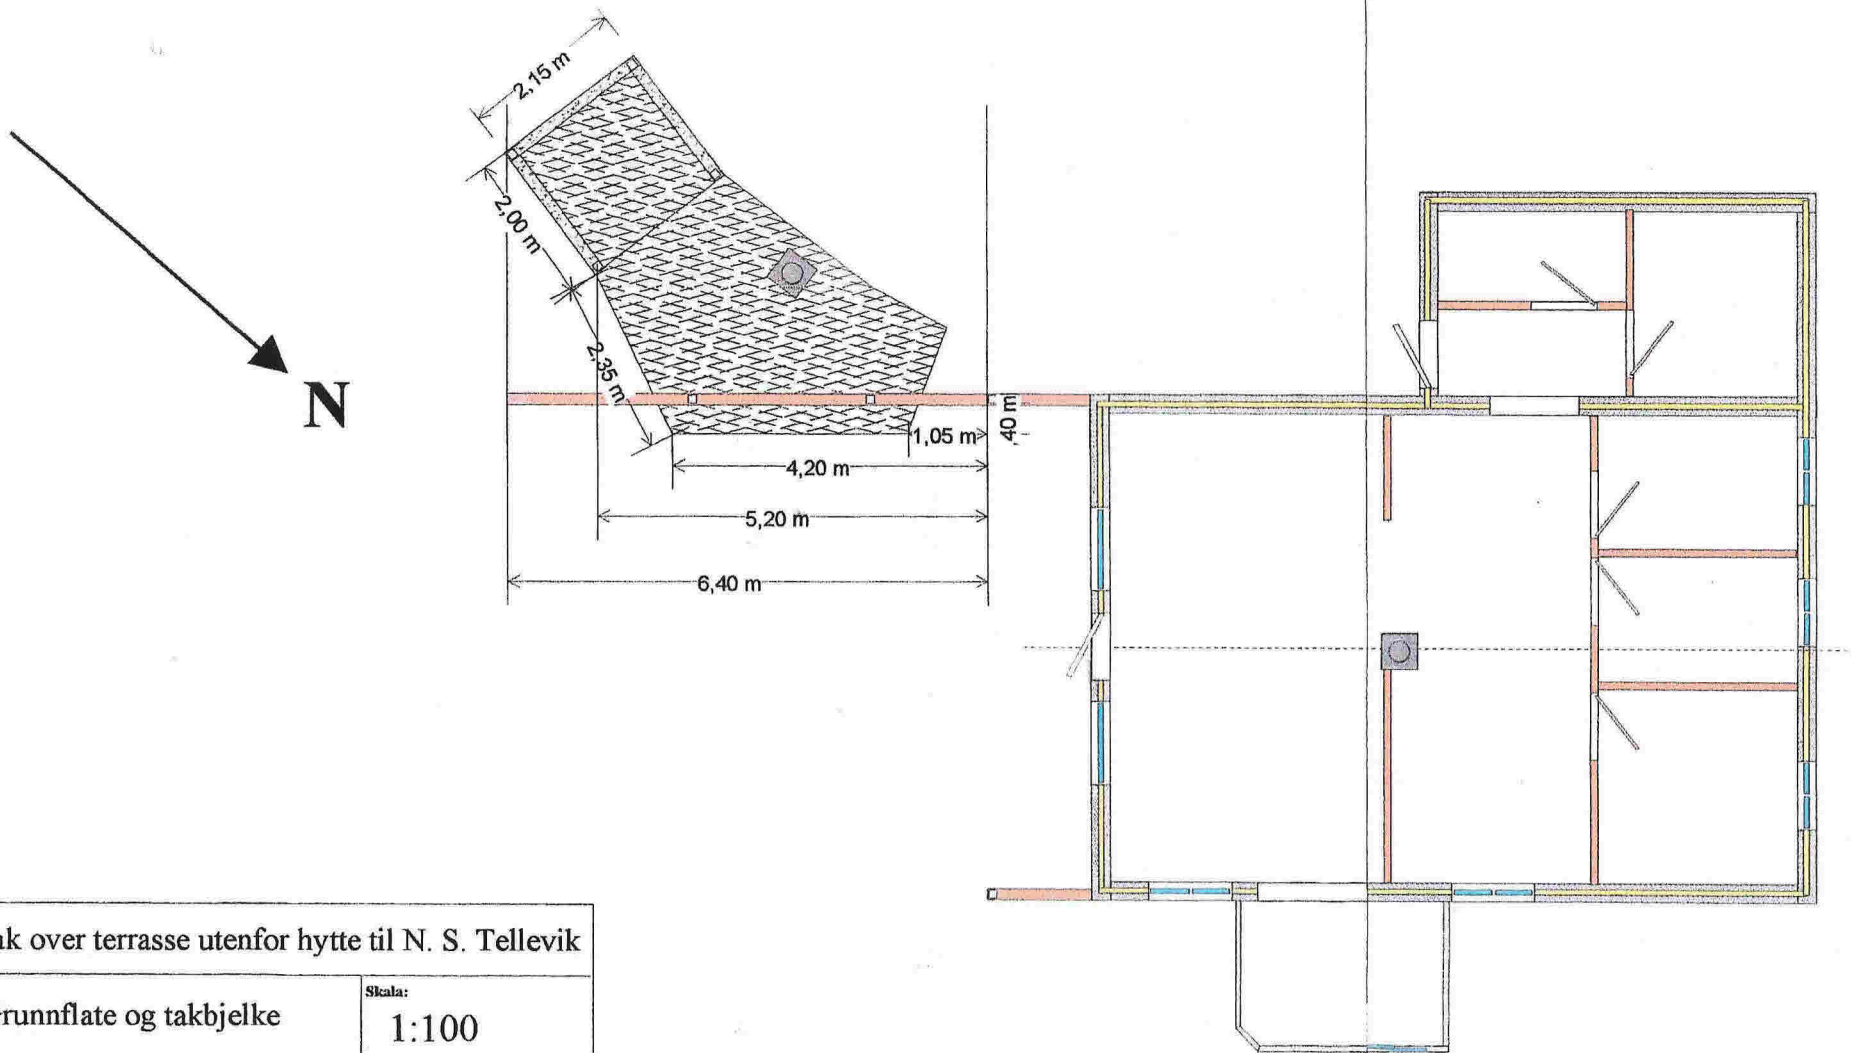 2,15 m
2,00 m
2,35 m
N
1,05 m
,40 m
4,20 m
5,20 m
6,40 m
ak over terrasse utenfor hytte til N. S. Tellevik
runnflate og takbjelke
Skala:
1:100